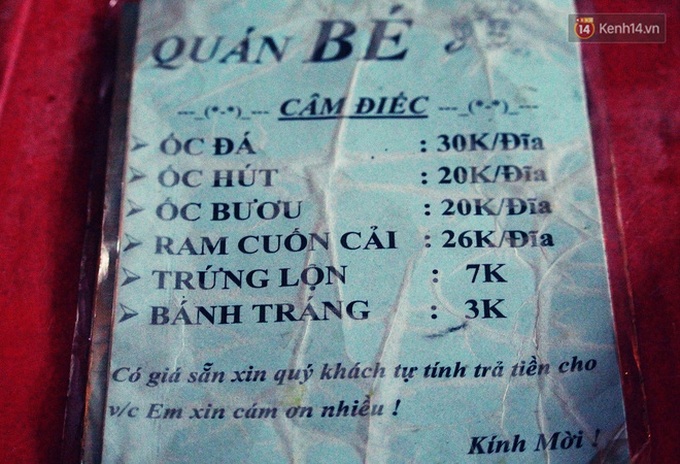 14 Kenh14.vn
QUÁN BÉ
---_(*-*)_--- CÂM ĐIẾC ---_(*-*)_---
➢ ỐC ĐÁ : 30K/Đĩa
➢ ỐC HÚT : 20K/Đĩa
➢ ỐC BƯƠU : 20K/Đĩa
➢ RAM CUỐN CẢI : 26K/Đĩa
➢ TRỨNG LỘN : 7K
➢ BÁNH TRÁNG : 3K
Có giá sẵn xin quý khách tự tính trả tiền cho
v/c Em xin cám ơn nhiều !
Kính Mời !